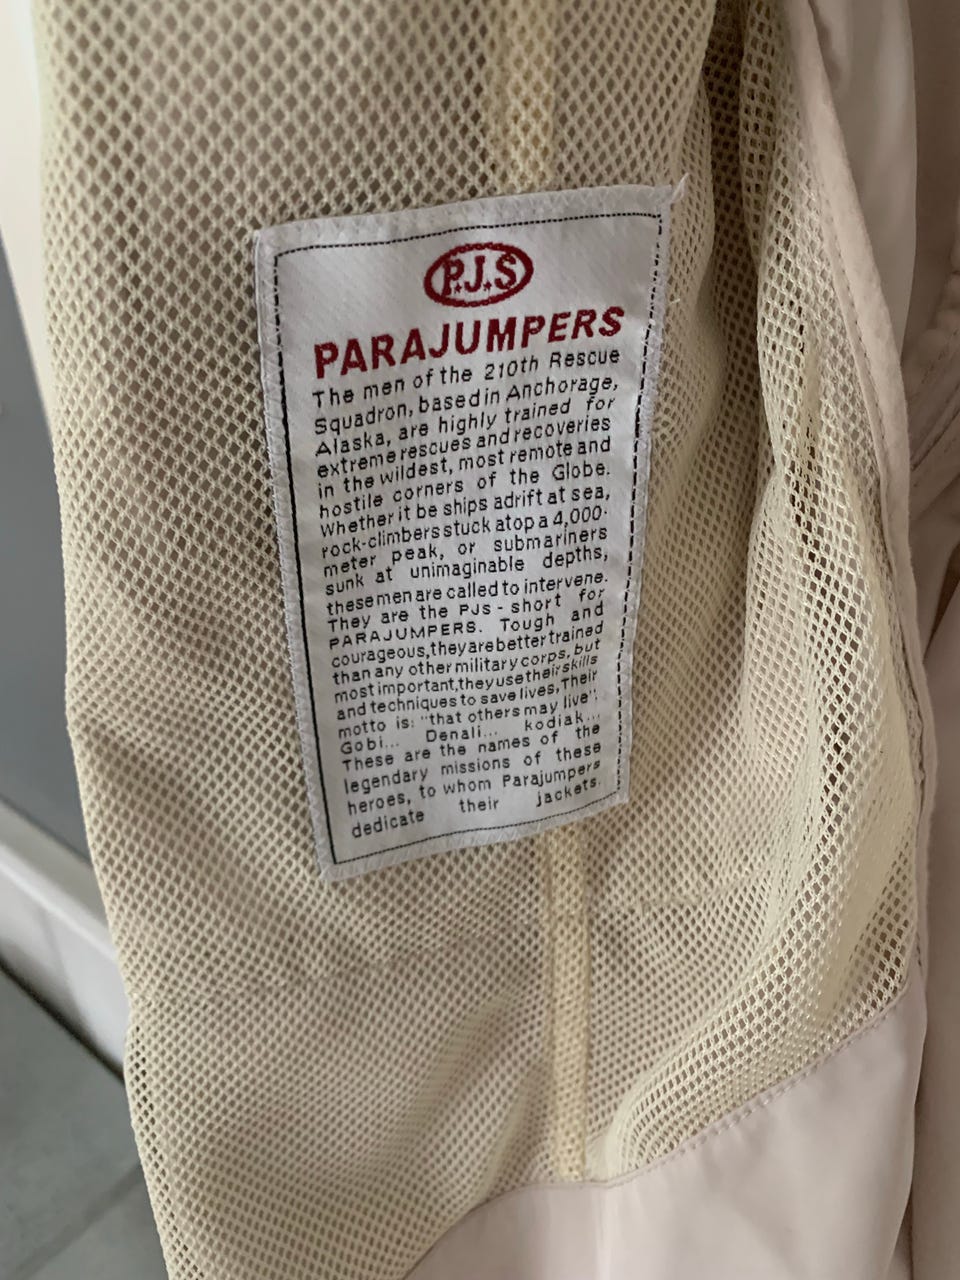 P.J.S
PARAJUMPERS
The men of the 210th Rescue
Squadron, based in Anchorage,
Alaska, are highly trained for
extreme rescues and recoveries
in the wildest, most remote and
hostile corners of the Globe.
Whether it be ships adrift at sea,
rock-climbers stuck atop a 4,000-
meter peak, or submariners
sunk at unimaginable depths,
these men are called to intervene.
They are the PJs - short for
PARAJUMPERS. Tough and
courageous, they are better trained
than any other military corps, but
most important, they use their skills
and techniques to save lives, Their
motto is: "that others may live".
Gobi... Denali... kodiak...
These are the names of the
legendary missions of these
heroes, to whom Parajumpers
dedicate their jackets.